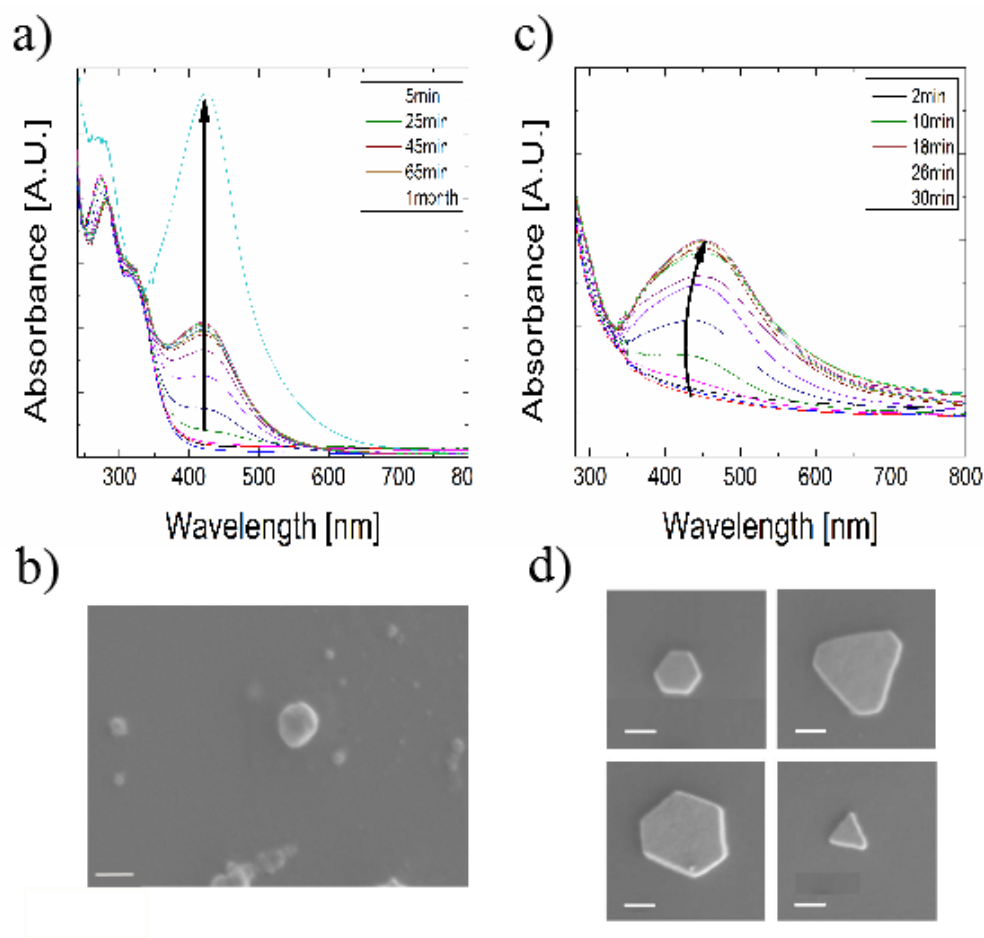 a)
Absorbance [A.U.]
5min
25min
45min
65min
1month
300 400 500 600 700 80
Wavelength [nm]
c)
Absorbance [A.U.]
2min
10min
18min
26min
30min
300 400 500 600 700 800
Wavelength [nm]
b)
d)